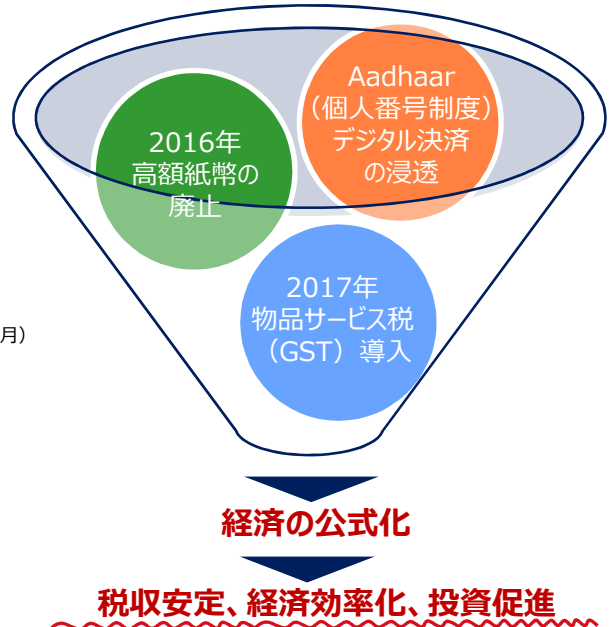 Aadhaar
（個人番号制度）
デジタル決済
の浸透
2016年
高額紙幣の
廃止
2017年
物品サービス税
（GST）導入
月）
経済の公式化
税収安定、経済効率化、投資促進